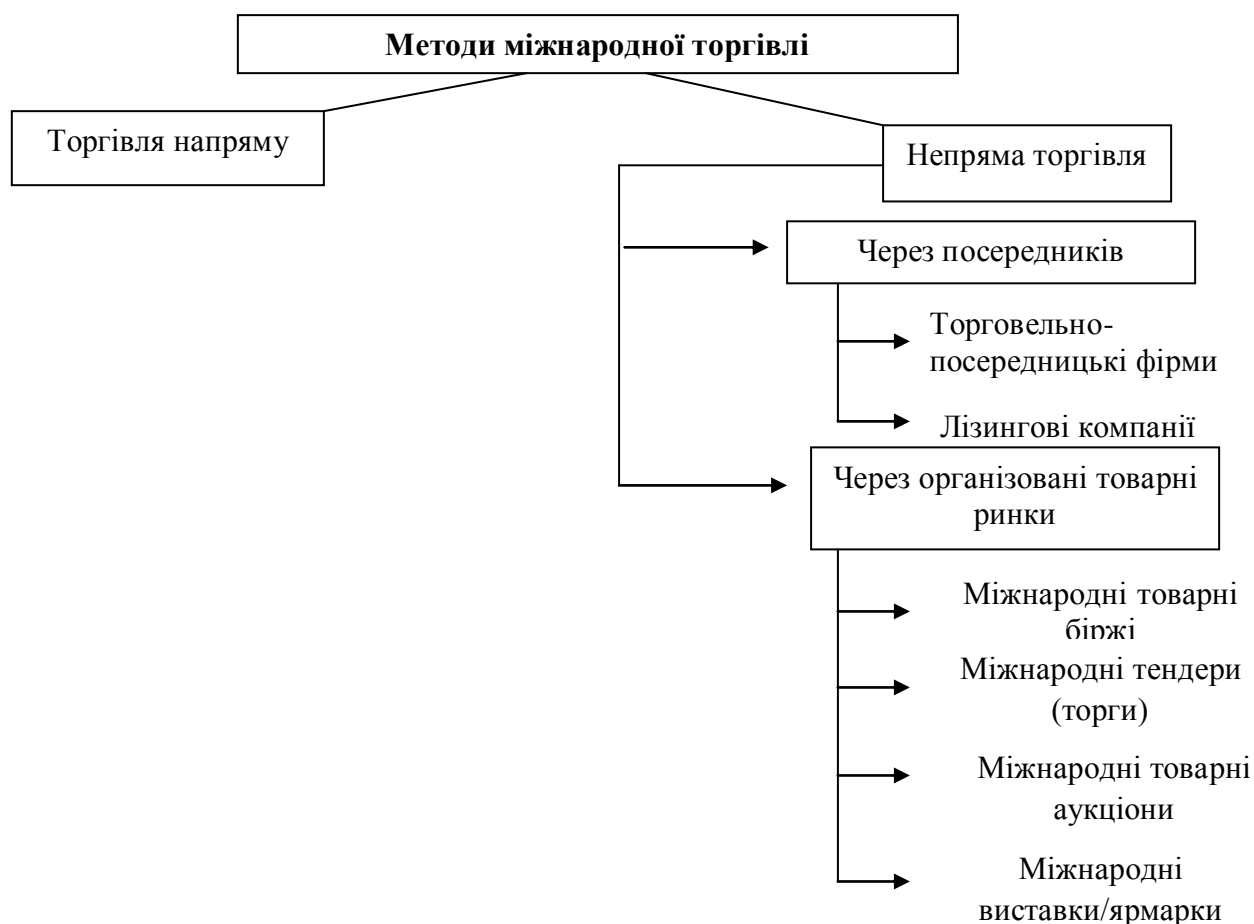 Методи міжнародної торгівлі
Торгівля напряму
Непряма торгівля
Через посередників
Торговельно-
посередницькі фірми
Лізингові компанії
Через організовані товарні
ринки
Міжнародні товарні
біржі
Міжнародні тендери
(торги)
Міжнародні товарні
аукціони
Міжнародні
виставки/ярмарки